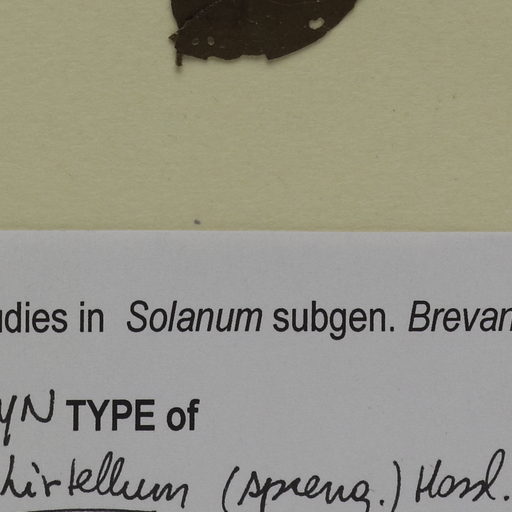 udies in Solanum subgen. Brevan
YN TYPE of
hirtellum (Spreng.) Hassl.